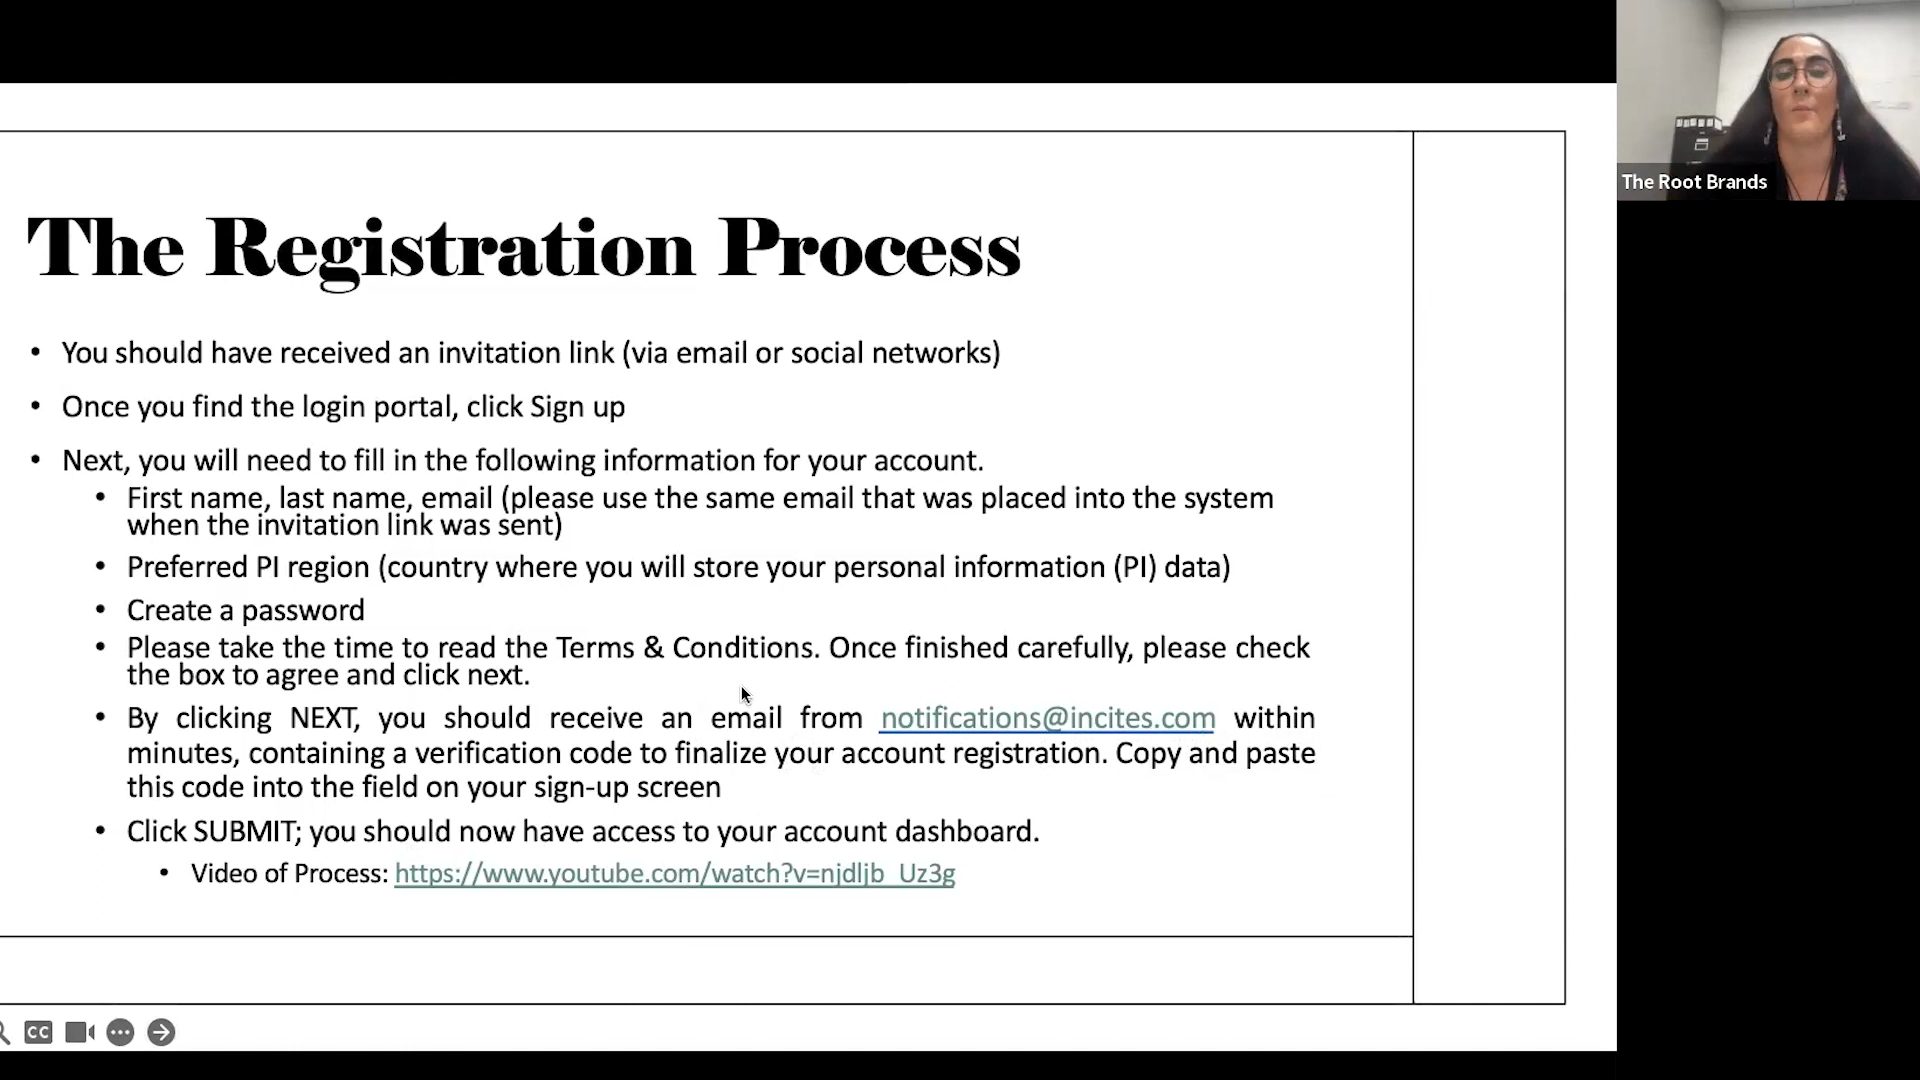 The Root Brands
The Registration Process
• You should have received an invitation link (via email or social networks)
• Once you find the login portal, click Sign up
• Next, you will need to fill in the following information for your account.
• First name, last name, email (please use the same email that was placed into the system
when the invitation link was sent)
• Preferred PI region (country where you will store your personal information (PI) data)
• Create a password
• Please take the time to read the Terms & Conditions. Once finished carefully, please check
the box to agree and click next.
• By clicking NEXT, you should receive an email from notifications@incites.com within
minutes, containing a verification code to finalize your account registration. Copy and paste
this code into the field on your sign-up screen
• Click SUBMIT; you should now have access to your account dashboard.
• Video of Process: https://www.youtube.com/watch?v=njdljb_Uz3g
CC